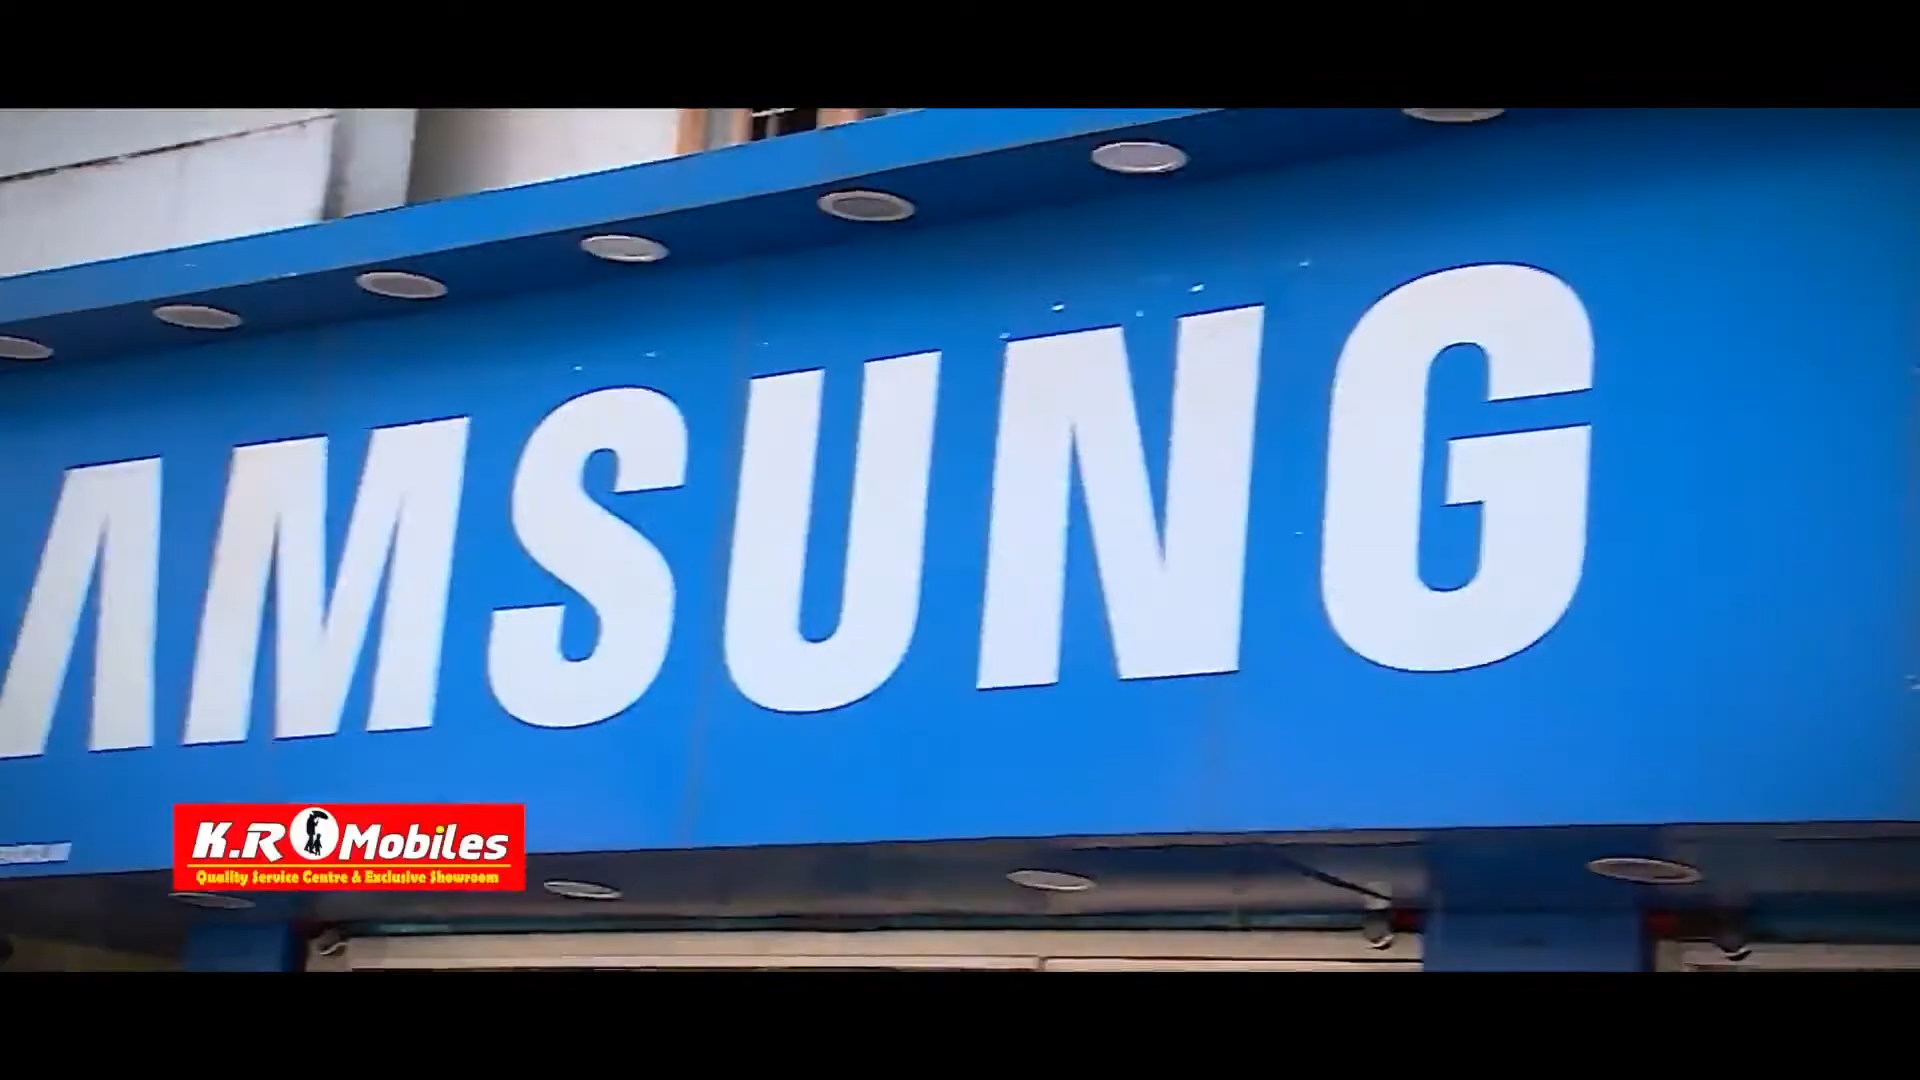 AMSUNG
K.R Mobiles
Quality Service Centre & Exclusive Showroom